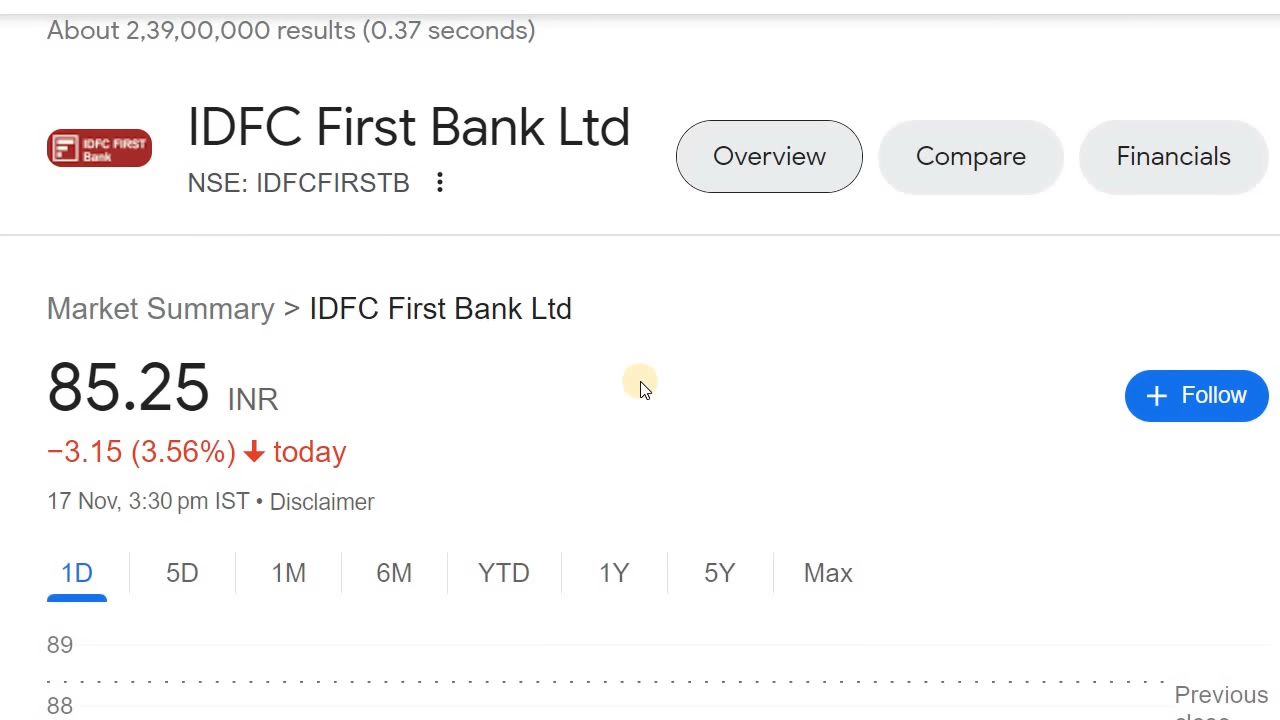 About 2,39,00,000 results (0.37 seconds)
IDFC FIRST
Bank
IDFC First Bank Ltd
NSE: IDFCFIRSTB
Overview
Compare
Financials
Market Summary > IDFC First Bank Ltd
85.25 INR
+ Follow
−3.15 (3.56%) ↓ today
17 Nov, 3:30 pm IST • Disclaimer
1D 5D 1M 6M YTD 1Y 5Y Max
89
88
Previous
close